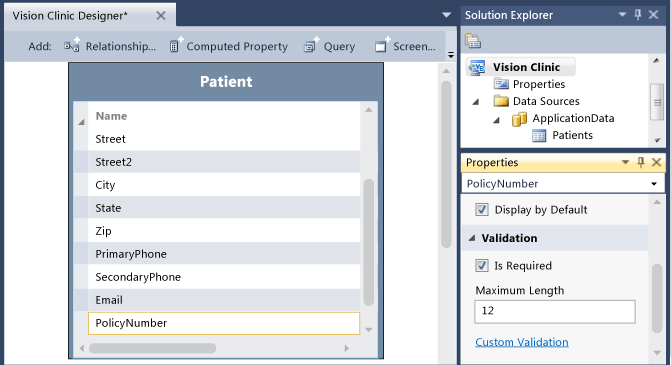 Vision Clinic Designer*
Add: Relationship... Computed Property Query Screen...
Patient
Name
Street
Street2
City
State
Zip
PrimaryPhone
SecondaryPhone
Email
PolicyNumber
Solution Explorer
Vision Clinic
Properties
Data Sources
ApplicationData
Patients
Properties
PolicyNumber
Display by Default
Validation
Is Required
Maximum Length
12
Custom Validation